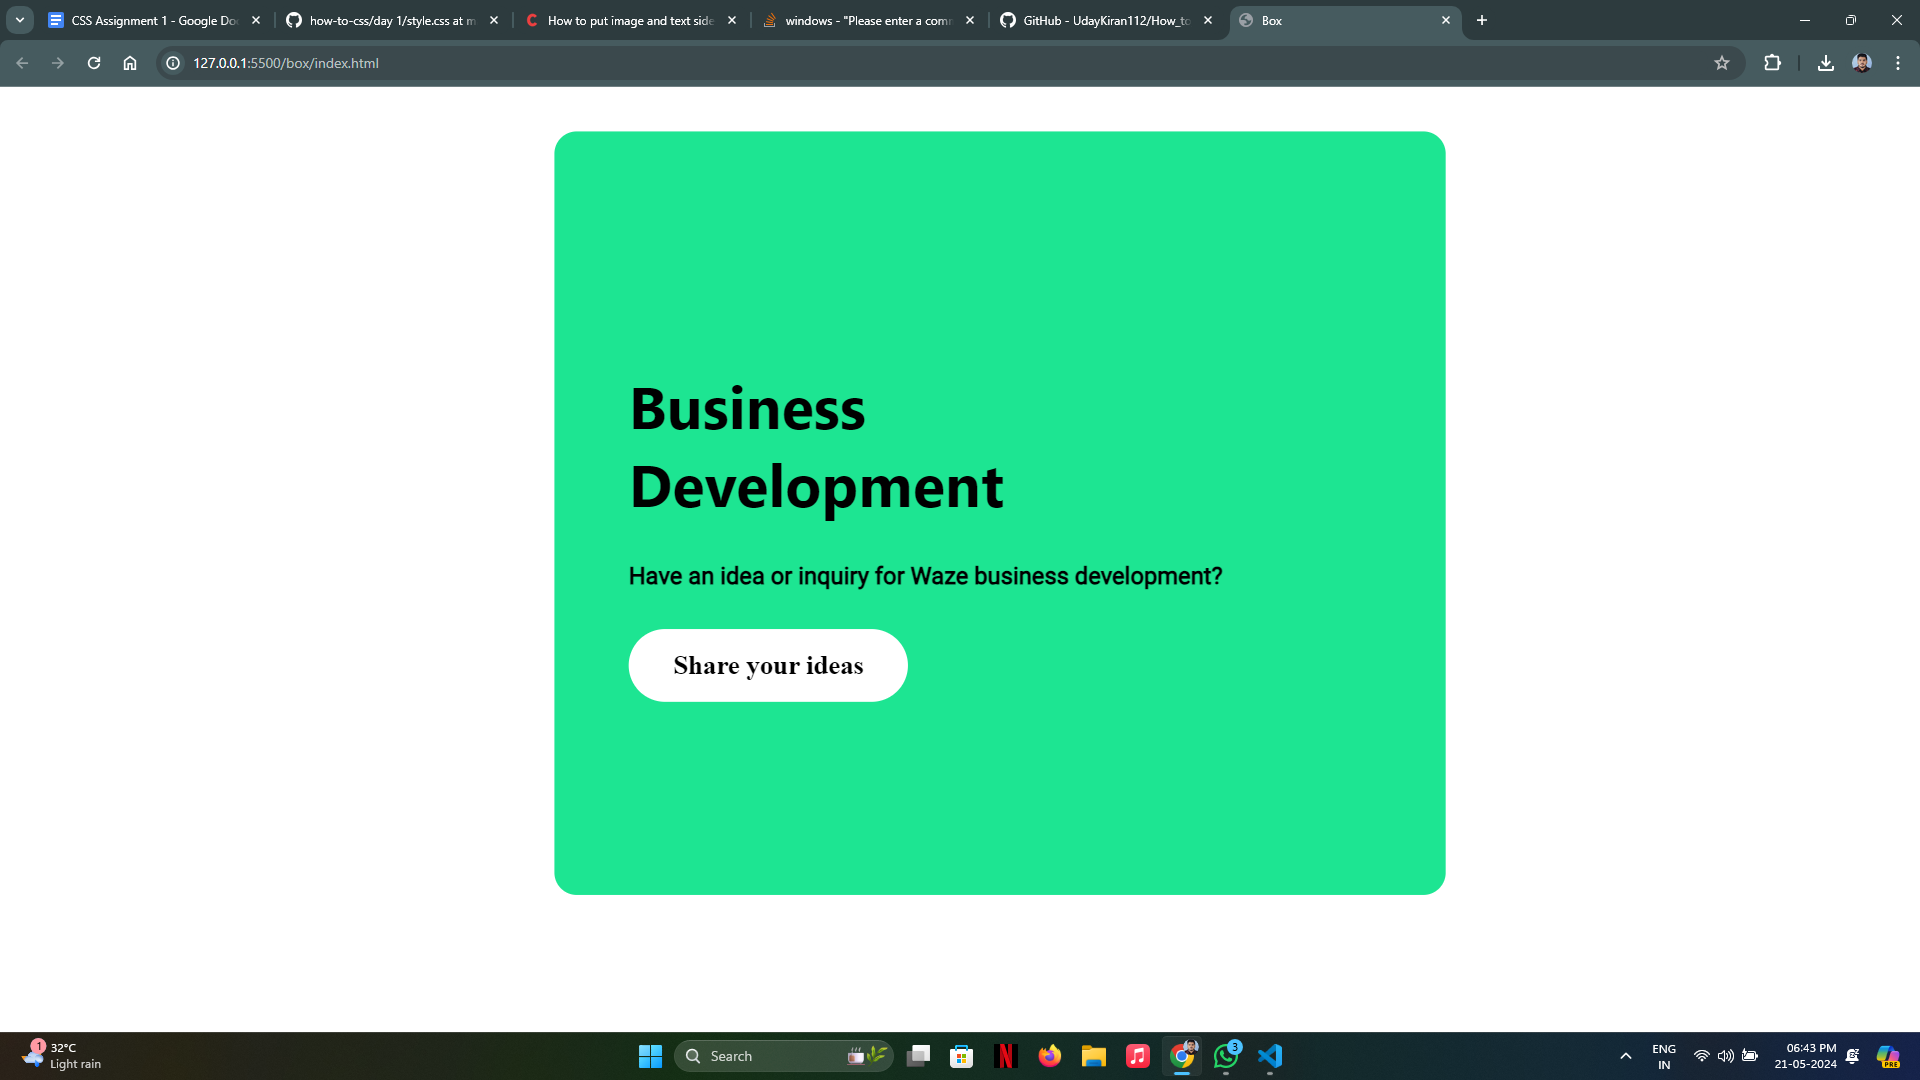 CSS Assignment 1 - Google Do
how-to-css/day 1/style.css at m
How to put image and text side
windows - "Please enter a comm
GitHub - UdayKiran112/How_to
Box
127.0.0.1:5500/box/index.html
Business
Development
Have an idea or inquiry for Waze business development?
Share your ideas
1
32°C
Light rain
Search
N
3
ENG
IN
06:43 PM
21-05-2024
PRE